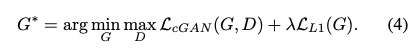 G* = arg min_G max_D ℒ_cGAN(G, D) + λℒ_L1(G). (4)